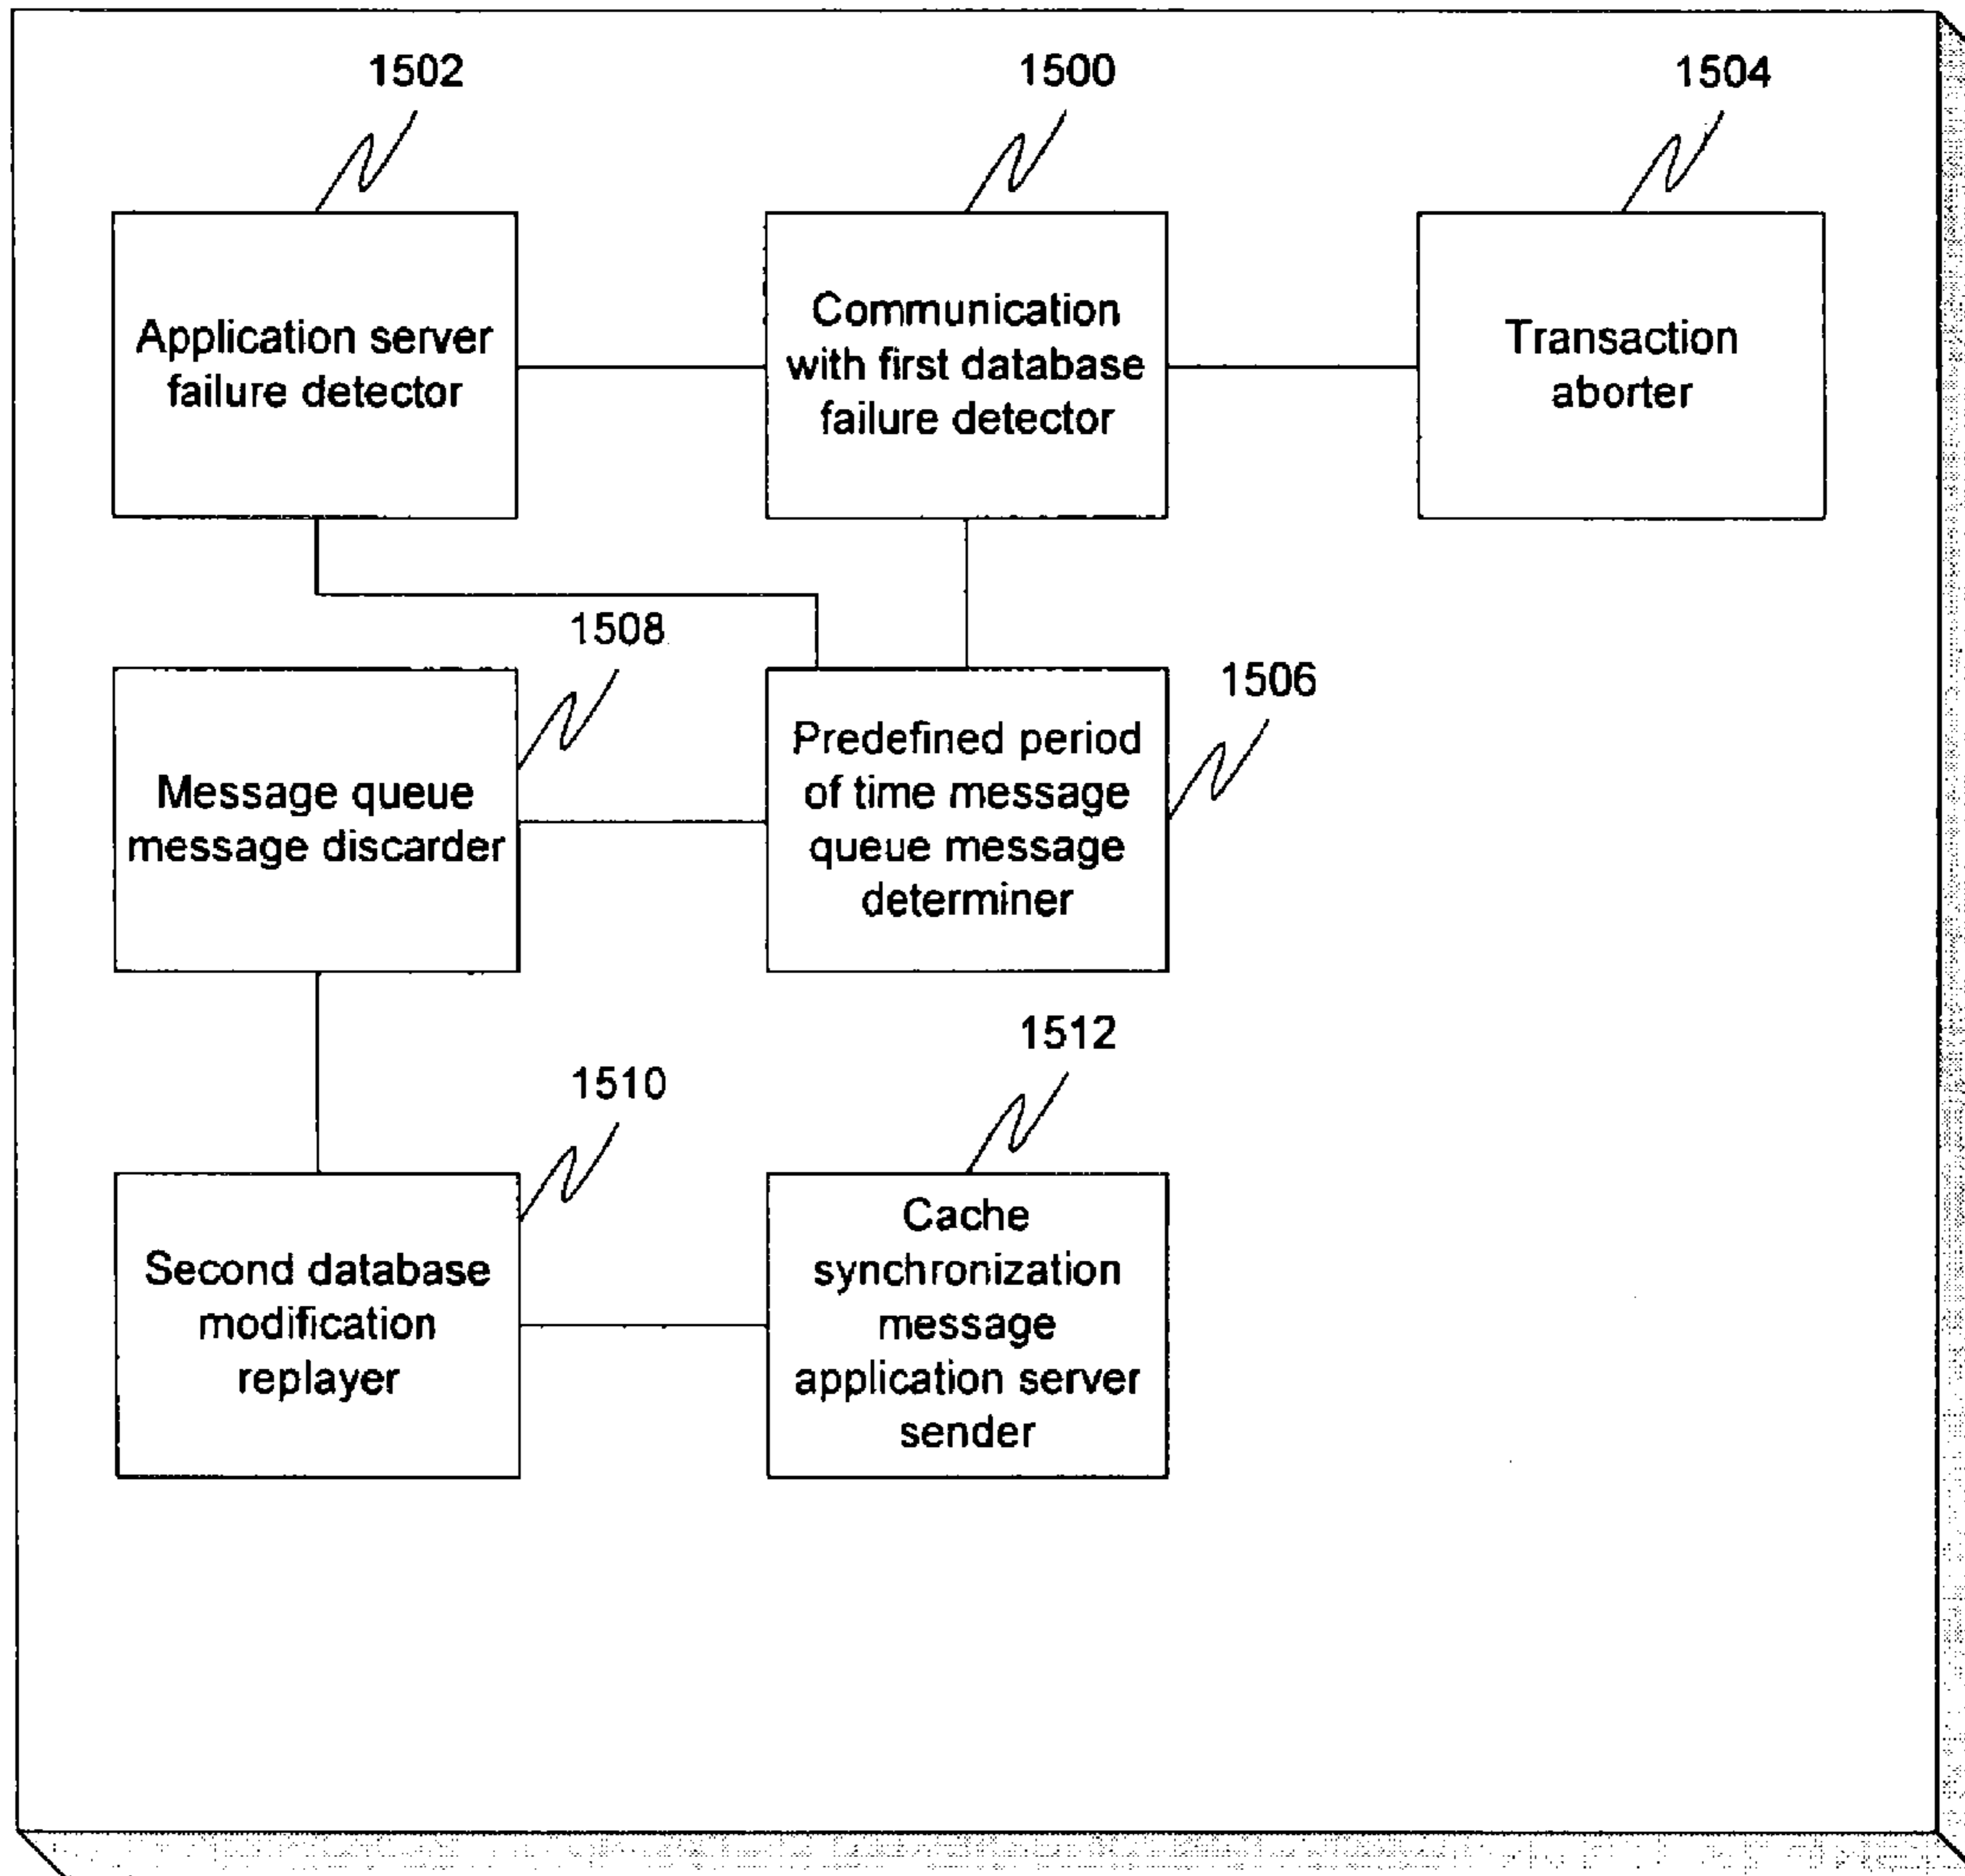 1502
1500
1504
Application server
failure detector
Communication
with first database
failure detector
Transaction
aborter
1508
1506
Message queue
message discarder
Predefined period
of time message
queue message
determiner
1510
1512
Second database
modification
replayer
Cache
synchronization
message
application server
sender